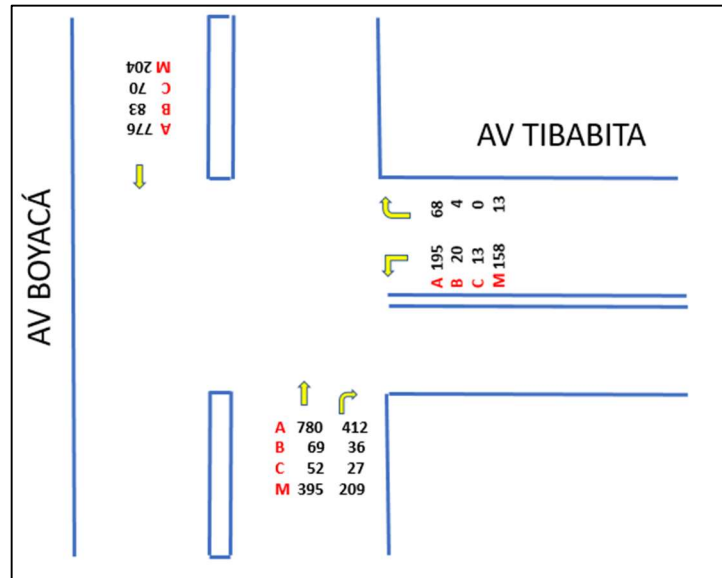 M 204
C 70
B 83
A 776
AV TIBABITA
AV BOYACÁ
68 4 0 13
195 20 13 158
A B C M
A 780 412
B 69 36
C 52 27
M 395 209